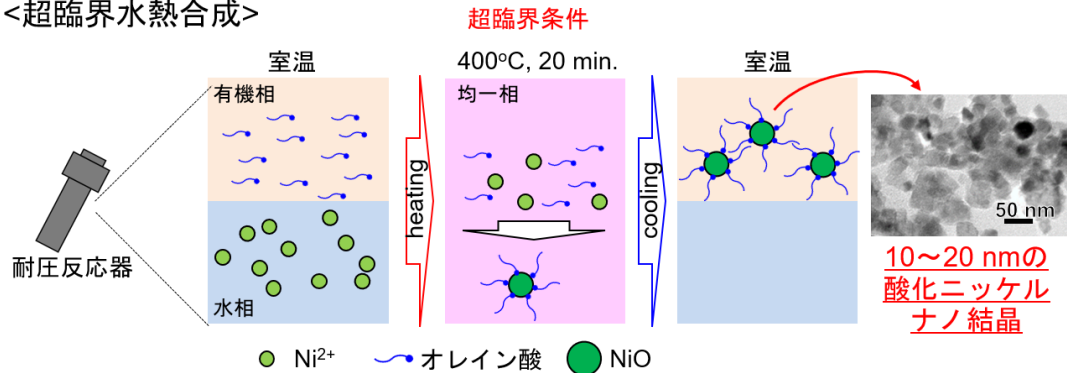 <超臨界水熱合成>
超臨界条件
室温
400°C, 20 min.
室温
有機相
均一相
heating
cooling
50 nm
耐圧反応器
水相
10～20 nmの
酸化ニッケル
ナノ結晶
Ni²⁺
オレイン酸
NiO